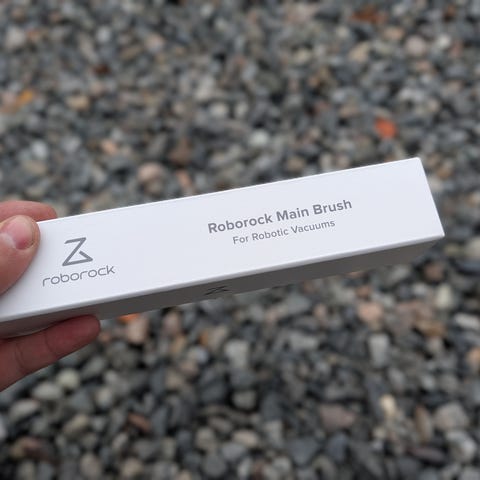 roborock
Roborock Main Brush
For Robotic Vacuums